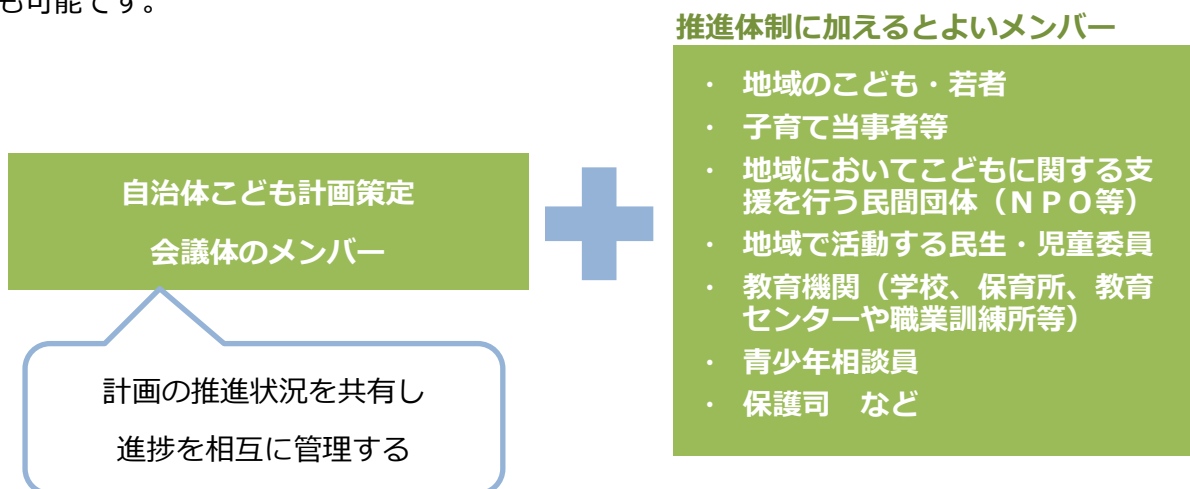 も可能です。
推進体制に加えるとよいメンバー
自治体こども計画策定
会議体のメンバー
計画の推進状況を共有し
進捗を相互に管理する
・ 地域のこども・若者
・ 子育て当事者等
・ 地域においてこどもに関する支
援を行う民間団体（ＮＰＯ等）
・ 地域で活動する民生・児童委員
・ 教育機関（学校、保育所、教育
センターや職業訓練所等）
・ 青少年相談員
・ 保護司　など